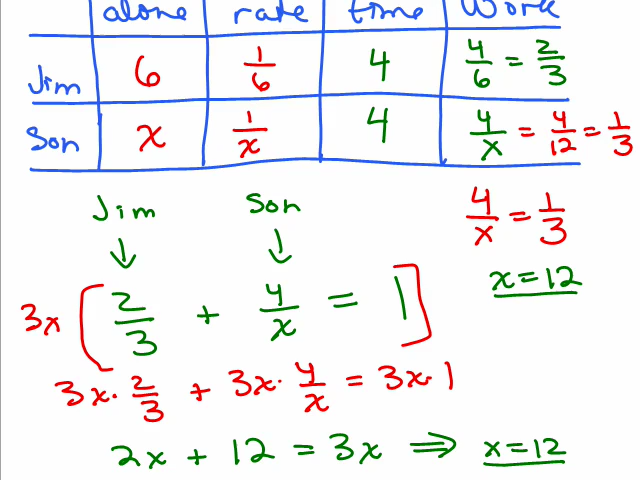 alone rate time Work
Jim 6 1/6 4 4/6 = 2/3
Son x 1/x 4 4/x = 4/12 = 1/3
Jim Son
4/x = 1/3
x = 12
3x [ 2/3 + 4/x = 1 ]
3x · 2/3 + 3x · 4/x = 3x · 1
2x + 12 = 3x ⇒ x = 12